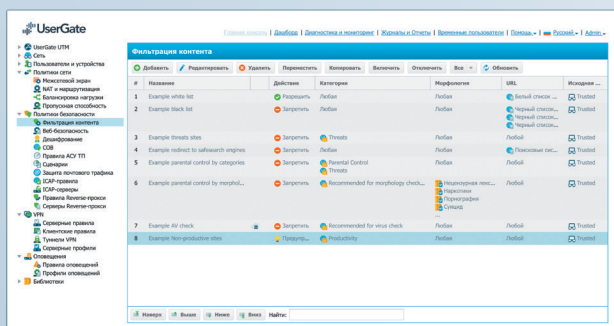 UserGate
Главная консоль | Дашборд | Диагностика и мониторинг | Журналы и Отчеты | Временные пользователи | Помощь | Русский | Admin
UserGate UTM
Сеть
Пользователи и устройства
Политики сети
Межсетевой экран
NAT и маршрутизация
Балансировка нагрузки
Пропускная способность
Политики безопасности
Фильтрация контента
Веб-безопасность
Дешифрование
СОВ
Правила АСУ ТП
Сценарии
Защита почтового трафика
ICAP-правила
ICAP-серверы
Правила Reverse-прокси
Серверы Reverse-прокси
VPN
Серверные правила
Клиентские правила
Туннели VPN
Серверные профили
Оповещения
Правила оповещений
Профили оповещений
Библиотеки
Фильтрация контента
Добавить Редактировать Удалить Переместить Копировать Включить Отключить Все Обновить
# Название Действие Категории Морфология URL Исходная ...
1 Example white list Разрешить Любая Любая Белый список ... Trusted
2 Example black list Запретить Любая Любая Черный список... Trusted
Черный список...
Черный список...
3 Example threats sites Запретить Threats Любая Любой Trusted
4 Example redirect to safesearch engines Запретить Любая Любая Поисковые сис... Trusted
5 Example parental control by categories Запретить Parental Control Любая Любой Trusted
Threats
6 Example parental control by morphol... Запретить Recommended for morphology check... Нецензурная лекс... Любой Trusted
Наркотики
Порнография
Суицид
...
7 Example AV check Запретить Recommended for virus check Любая Любой Trusted
8 Example Non-productive sites Предупр... Productivity Любая Любой Trusted
Наверх Выше Ниже Вниз Найти: